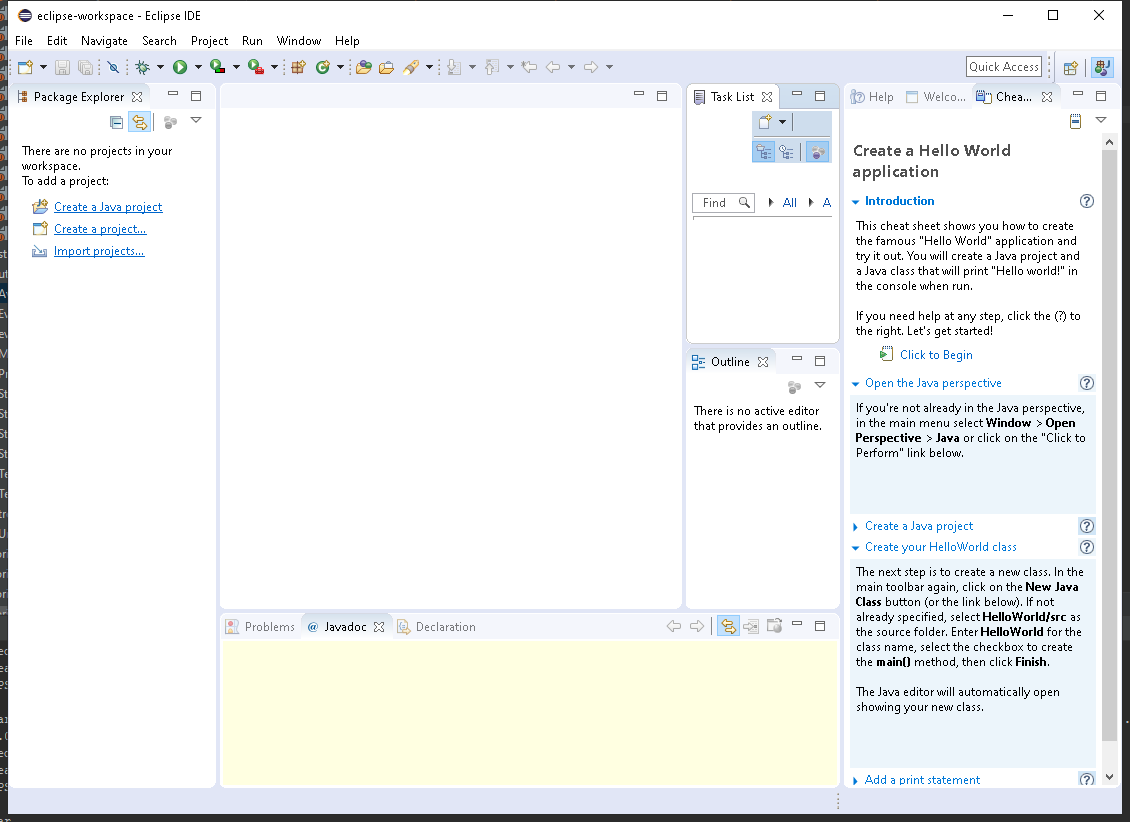 eclipse-workspace - Eclipse IDE
File Edit Navigate Search Project Run Window Help
Quick Access
Package Explorer
There are no projects in your
workspace.
To add a project:
Create a Java project
Create a project...
Import projects...
Task List
Find
All
A
Outline
There is no active editor
that provides an outline.
Problems
@ Javadoc
Declaration
Help
Welco...
Chea...
Create a Hello World
application
Introduction
This cheat sheet shows you how to create
the famous "Hello World" application and
try it out. You will create a Java project and
a Java class that will print "Hello world!" in
the console when run.
If you need help at any step, click the (?) to
the right. Let's get started!
Click to Begin
Open the Java perspective
If you're not already in the Java perspective,
in the main menu select Window > Open
Perspective > Java or click on the "Click to
Perform" link below.
Create a Java project
Create your HelloWorld class
The next step is to create a new class. In the
main toolbar again, click on the New Java
Class button (or the link below). If not
already specified, select HelloWorld/src as
the source folder. Enter HelloWorld for the
class name, select the checkbox to create
the main() method, then click Finish.
The Java editor will automatically open
showing your new class.
Add a print statement